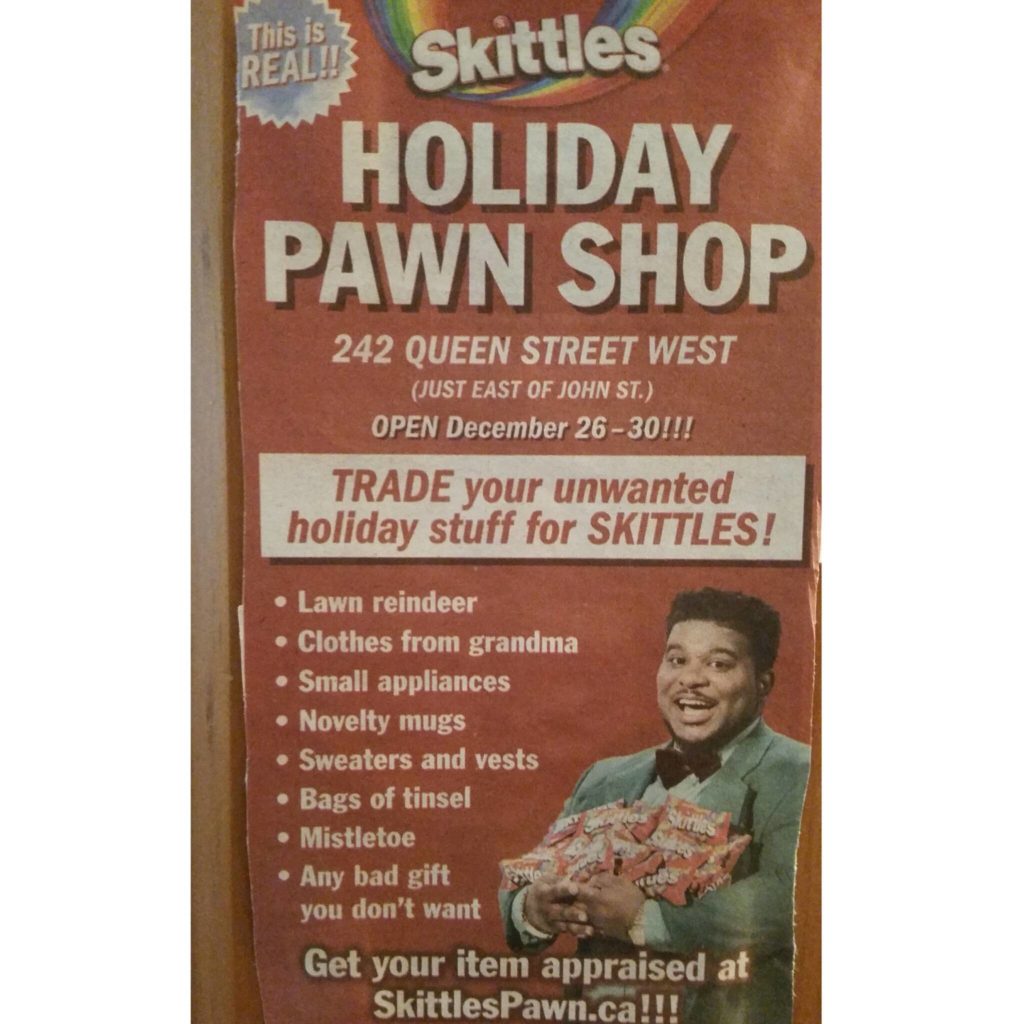 This is
REAL!!
Skittles
HOLIDAY
PAWN SHOP
242 QUEEN STREET WEST
(JUST EAST OF JOHN ST.)
OPEN December 26–30!!!
TRADE your unwanted
holiday stuff for SKITTLES!
• Lawn reindeer
• Clothes from grandma
• Small appliances
• Novelty mugs
• Sweaters and vests
• Bags of tinsel
• Mistletoe
• Any bad gift
you don't want
Skittles
Skittles
Get your item appraised at
SkittlesPawn.ca!!!